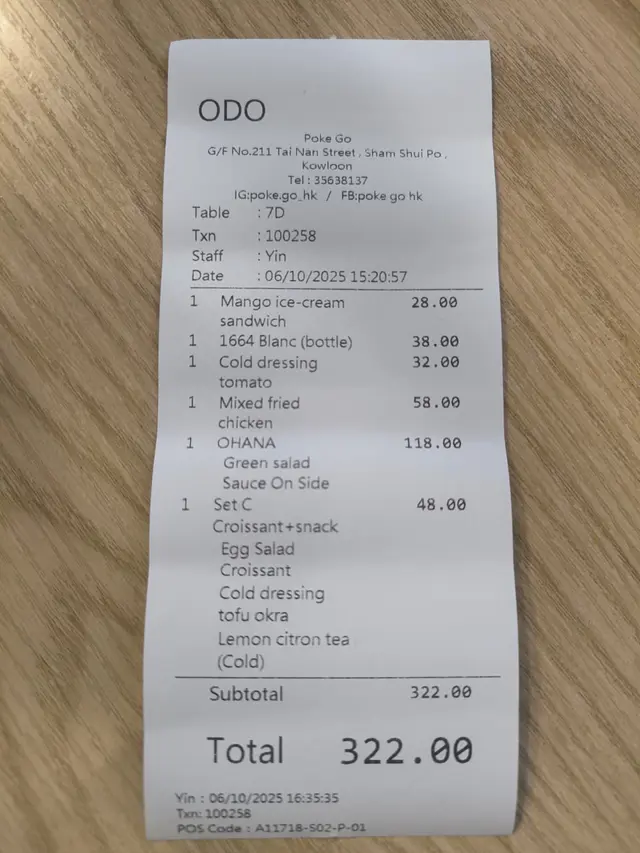 ODO
Poke Go
G/F No.211 Tai Nan Street , Sham Shui Po ,
Kowloon
Tel : 35638137
IG:poke.go_hk / FB:poke go hk
Table : 7D
Txn : 100258
Staff : Yin
Date : 06/10/2025 15:20:57
1 Mango ice-cream 28.00
sandwich
1 1664 Blanc (bottle) 38.00
1 Cold dressing 32.00
tomato
1 Mixed fried 58.00
chicken
1 OHANA 118.00
Green salad
Sauce On Side
1 Set C 48.00
Croissant+snack
Egg Salad
Croissant
Cold dressing
tofu okra
Lemon citron tea
(Cold)
Subtotal 322.00
Total 322.00
Yin : 06/10/2025 16:35:35
Txn: 100258
POS Code : A11718-S02-P-01